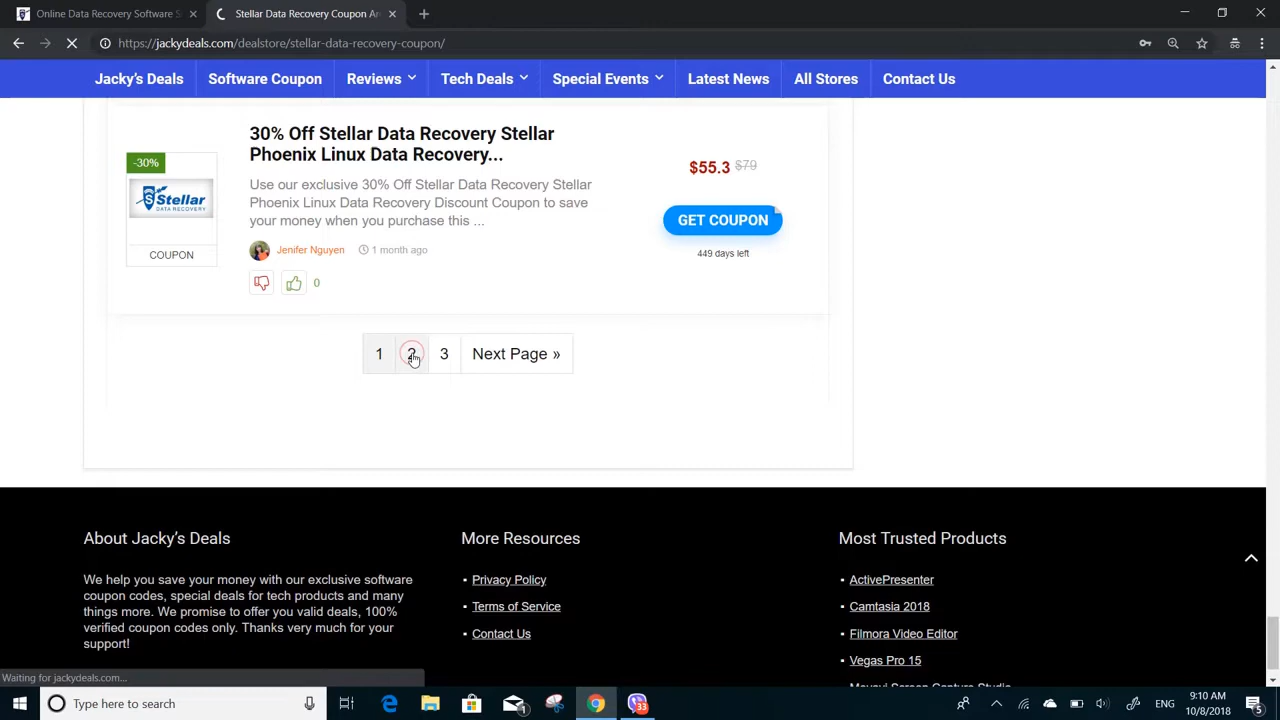 Online Data Recovery Software S
Stellar Data Recovery Coupon An
https://jackydeals.com/dealstore/stellar-data-recovery-coupon/
Jacky's Deals
Software Coupon
Reviews
Tech Deals
Special Events
Latest News
All Stores
Contact Us
-30%
Stellar
DATA RECOVERY
COUPON
30% Off Stellar Data Recovery Stellar
Phoenix Linux Data Recovery...
Use our exclusive 30% Off Stellar Data Recovery Stellar
Phoenix Linux Data Recovery Discount Coupon to save
your money when you purchase this ...
Jenifer Nguyen 1 month ago
0
$55.3 $79
GET COUPON
449 days left
1 2 3 Next Page »
About Jacky's Deals
We help you save your money with our exclusive software
coupon codes, special deals for tech products and many
things more. We promise to offer you valid deals, 100%
verified coupon codes only. Thanks very much for your
support!
More Resources
Privacy Policy
Terms of Service
Contact Us
Most Trusted Products
ActivePresenter
Camtasia 2018
Filmora Video Editor
Vegas Pro 15
Movavi Screen Capture Studio
Waiting for jackydeals.com...
Type here to search
33
ENG
9:10 AM
10/8/2018
5